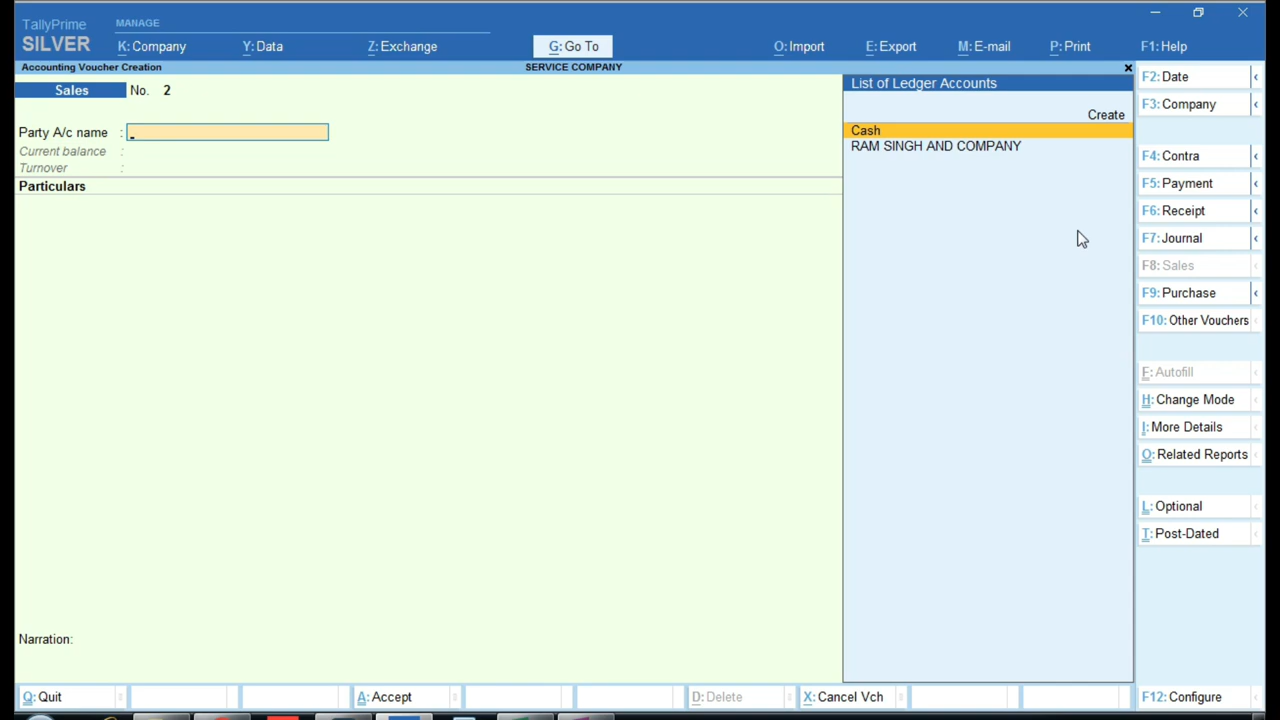 TallyPrime
MANAGE
SILVER
K: Company
Y: Data
Z: Exchange
G: Go To
O: Import
E: Export
M: E-mail
P: Print
F1: Help
Accounting Voucher Creation
SERVICE COMPANY
Sales No. 2
Party A/c name :
Current balance :
Turnover :
Particulars
Narration:
List of Ledger Accounts
Create
Cash
RAM SINGH AND COMPANY
F2: Date
F3: Company
F4: Contra
F5: Payment
F6: Receipt
F7: Journal
F8: Sales
F9: Purchase
F10: Other Vouchers
F: Autofill
H: Change Mode
I: More Details
O: Related Reports
L: Optional
T: Post-Dated
Q: Quit
A: Accept
D: Delete
X: Cancel Vch
F12: Configure